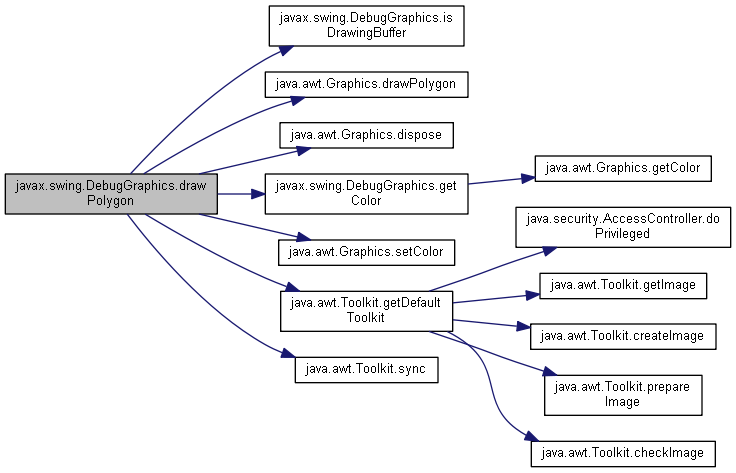 javax.swing.DebugGraphics.draw
Polygon
javax.swing.DebugGraphics.is
DrawingBuffer
java.awt.Graphics.drawPolygon
java.awt.Graphics.dispose
javax.swing.DebugGraphics.get
Color
java.awt.Graphics.setColor
java.awt.Toolkit.getDefault
Toolkit
java.awt.Toolkit.sync
java.awt.Graphics.getColor
java.security.AccessController.do
Privileged
java.awt.Toolkit.getImage
java.awt.Toolkit.createImage
java.awt.Toolkit.prepare
Image
java.awt.Toolkit.checkImage